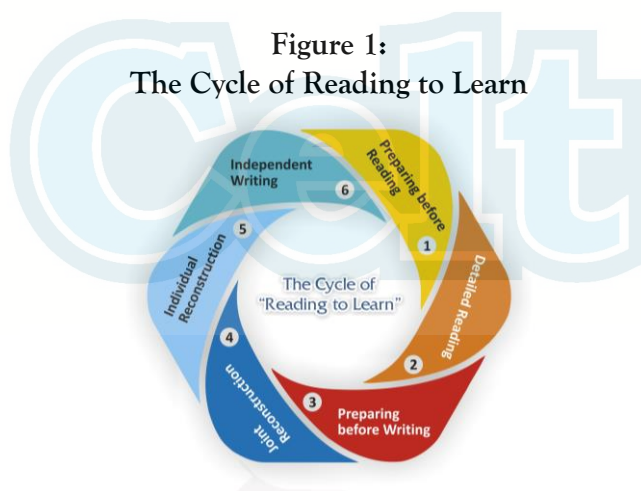 Figure 1:
The Cycle of Reading to Learn
Celt
Preparing before
Reading
1
Detailed Reading
2
Preparing
before Writing
3
Joint
Reconstruction
4
Individual
Reconstruction
5
Independent
Writing
6
The Cycle of
"Reading to Learn"